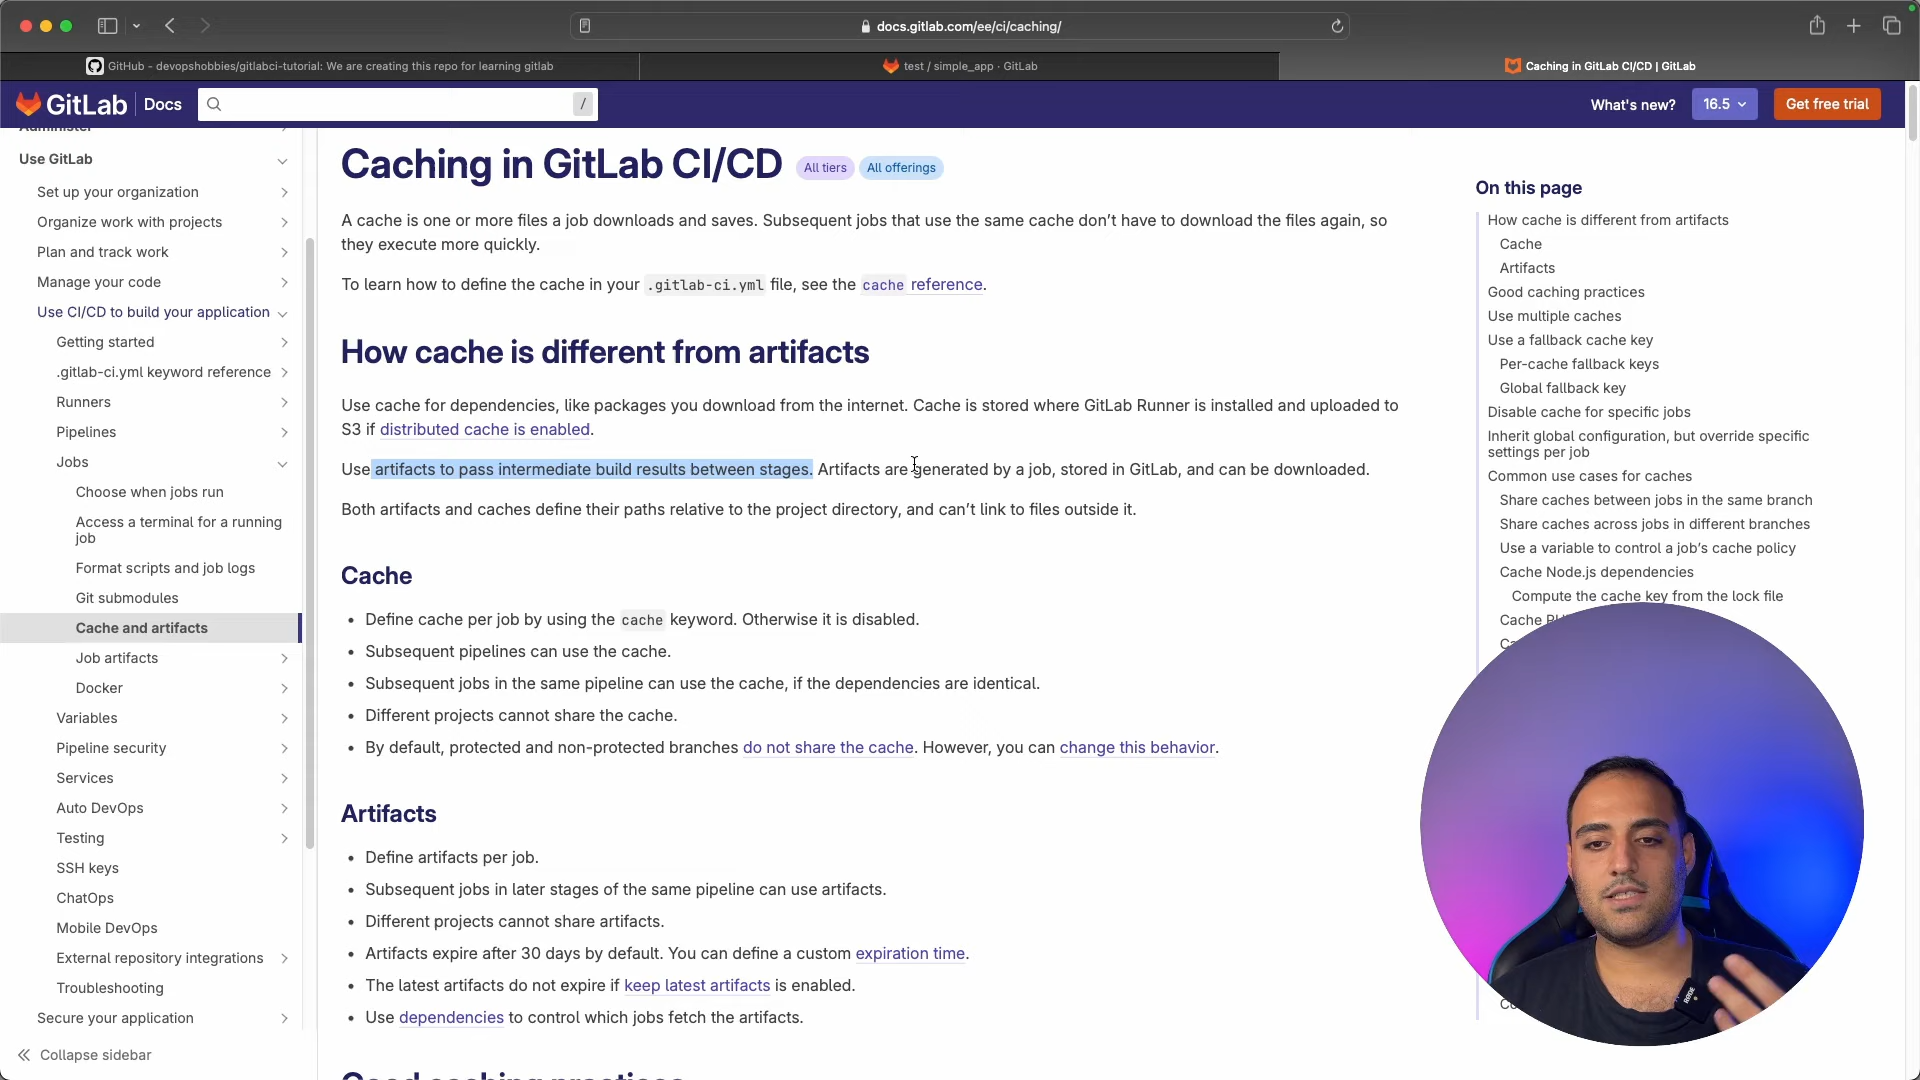 docs.gitlab.com/ee/ci/caching/
GitHub - devopshobbies/gitlabci-tutorial: We are creating this repo for learning gitlab
test / simple_app · GitLab
Caching in GitLab CI/CD | GitLab
GitLab Docs
/
What's new?
16.5
Get free trial
Administer
Use GitLab
Set up your organization
Organize work with projects
Plan and track work
Manage your code
Use CI/CD to build your application
Getting started
.gitlab-ci.yml keyword reference
Runners
Pipelines
Jobs
Choose when jobs run
Access a terminal for a running
job
Format scripts and job logs
Git submodules
Cache and artifacts
Job artifacts
Docker
Variables
Pipeline security
Services
Auto DevOps
Testing
SSH keys
ChatOps
Mobile DevOps
External repository integrations
Troubleshooting
Secure your application
Collapse sidebar
Caching in GitLab CI/CD All tiers All offerings
A cache is one or more files a job downloads and saves. Subsequent jobs that use the same cache don’t have to download the files again, so
they execute more quickly.
To learn how to define the cache in your .gitlab-ci.yml file, see the cache reference.
How cache is different from artifacts
Use cache for dependencies, like packages you download from the internet. Cache is stored where GitLab Runner is installed and uploaded to
S3 if distributed cache is enabled.
Use artifacts to pass intermediate build results between stages. Artifacts are generated by a job, stored in GitLab, and can be downloaded.
Both artifacts and caches define their paths relative to the project directory, and can’t link to files outside it.
Cache
• Define cache per job by using the cache keyword. Otherwise it is disabled.
• Subsequent pipelines can use the cache.
• Subsequent jobs in the same pipeline can use the cache, if the dependencies are identical.
• Different projects cannot share the cache.
• By default, protected and non-protected branches do not share the cache. However, you can change this behavior.
Artifacts
• Define artifacts per job.
• Subsequent jobs in later stages of the same pipeline can use artifacts.
• Different projects cannot share artifacts.
• Artifacts expire after 30 days by default. You can define a custom expiration time.
• The latest artifacts do not expire if keep latest artifacts is enabled.
• Use dependencies to control which jobs fetch the artifacts.
Good caching practices
On this page
How cache is different from artifacts
Cache
Artifacts
Good caching practices
Use multiple caches
Use a fallback cache key
Per-cache fallback keys
Global fallback key
Disable cache for specific jobs
Inherit global configuration, but override specific
settings per job
Common use cases for caches
Share caches between jobs in the same branch
Share caches across jobs in different branches
Use a variable to control a job’s cache policy
Cache Node.js dependencies
Compute the cache key from the lock file
Cache
RØDE